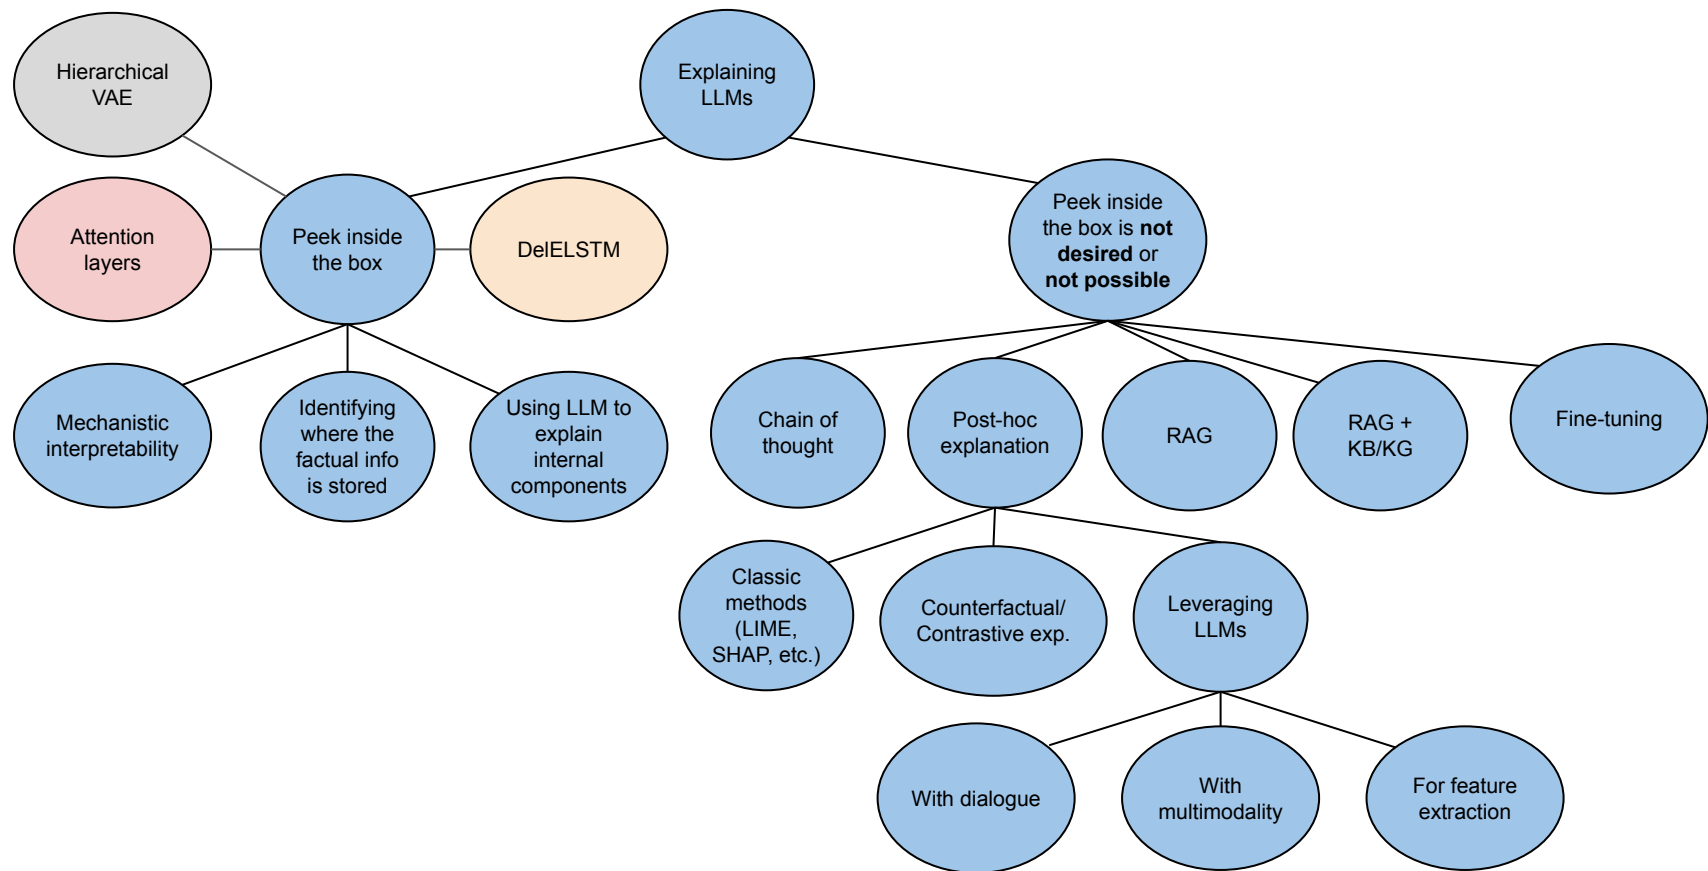 Hierarchical
VAE
Explaining
LLMs
Attention
layers
Peek inside
the box
DelELSTM
Peek inside
the box is not
desired or
not possible
Mechanistic
interpretability
Identifying
where the
factual info
is stored
Using LLM to
explain
internal
components
Chain of
thought
Post-hoc
explanation
RAG
RAG +
KB/KG
Fine-tuning
Classic
methods
(LIME,
SHAP, etc.)
Counterfactual/
Contrastive exp.
Leveraging
LLMs
With dialogue
With
multimodality
For feature
extraction